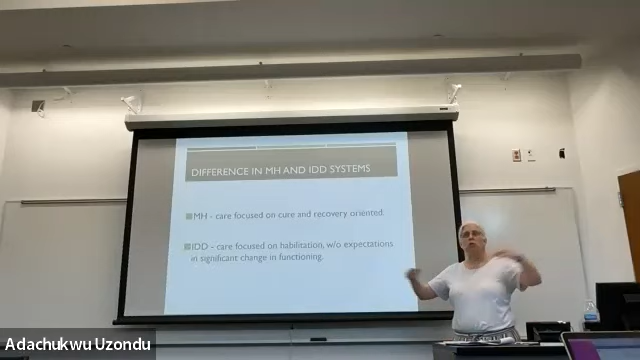 DIFFERENCE IN MH AND IDD SYSTEMS
MH - care focused on cure and recovery oriented.
IDD - care focused on habilitation, w/o expectations
in significant change in functioning.
Adachukwu Uzondu